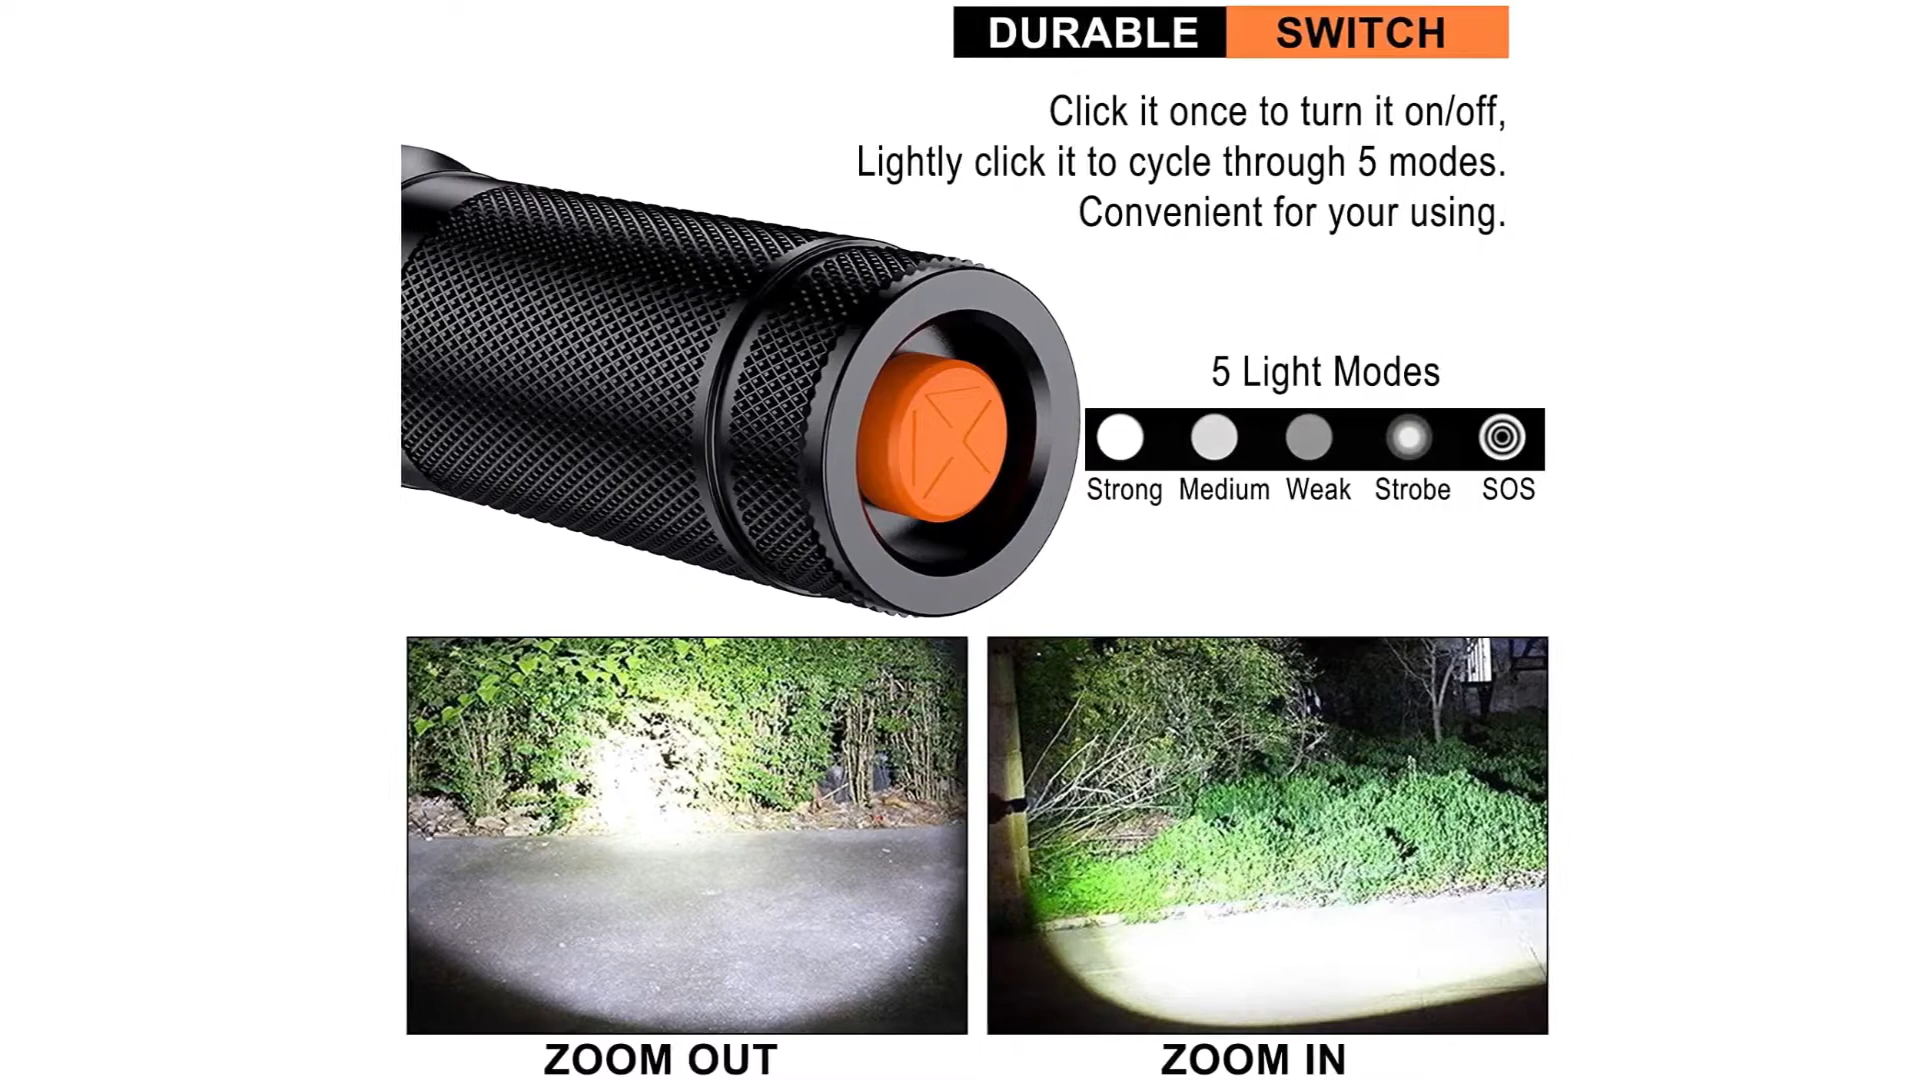 DURABLE SWITCH
Click it once to turn it on/off,
Lightly click it to cycle through 5 modes.
Convenient for your using.
5 Light Modes
Strong Medium Weak Strobe SOS
ZOOM OUT ZOOM IN